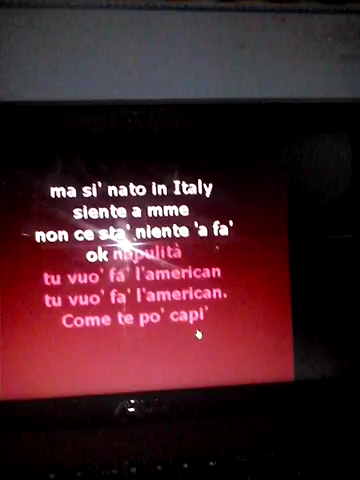 ma si' nato in Italy
siente a mme
non ce sta' niente 'a fa'
ok napulità
tu vuo' fa' l'american
tu vuo' fa' l'american.
Come te po' capi'